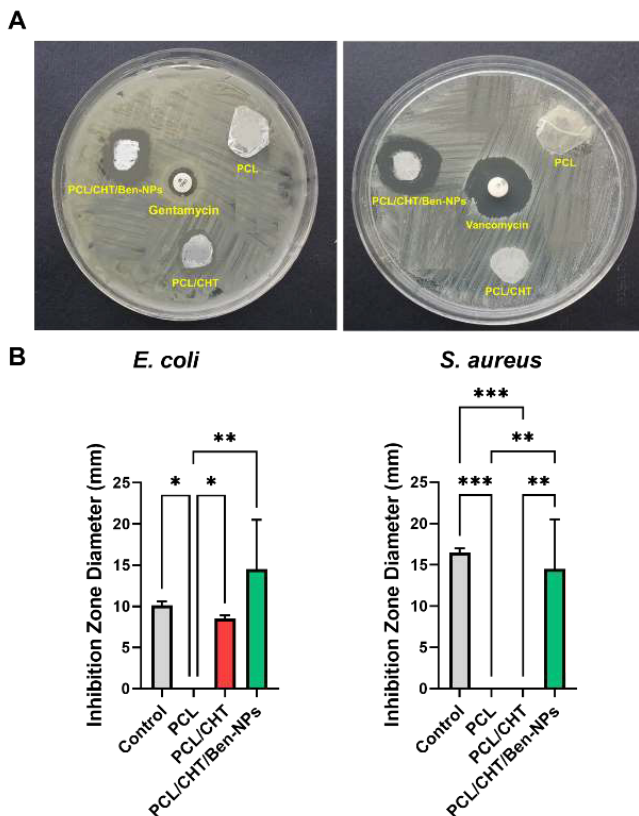 A
PCL
PCL/CHT/Ben-NPs
Gentamycin
PCL/CHT
PCL
PCL/CHT/Ben-NPs
Vancomycin
PCL/CHT
B
E. coli
S. aureus
Inhibition Zone Diameter (mm)
25
20
15
10
5
0
*
*
**
Control
PCL
PCL/CHT
PCL/CHT/Ben-NPs
Inhibition Zone Diameter (mm)
25
20
15
10
5
0
***
**
***
**
Control
PCL
PCL/CHT
PCL/CHT/Ben-NPs